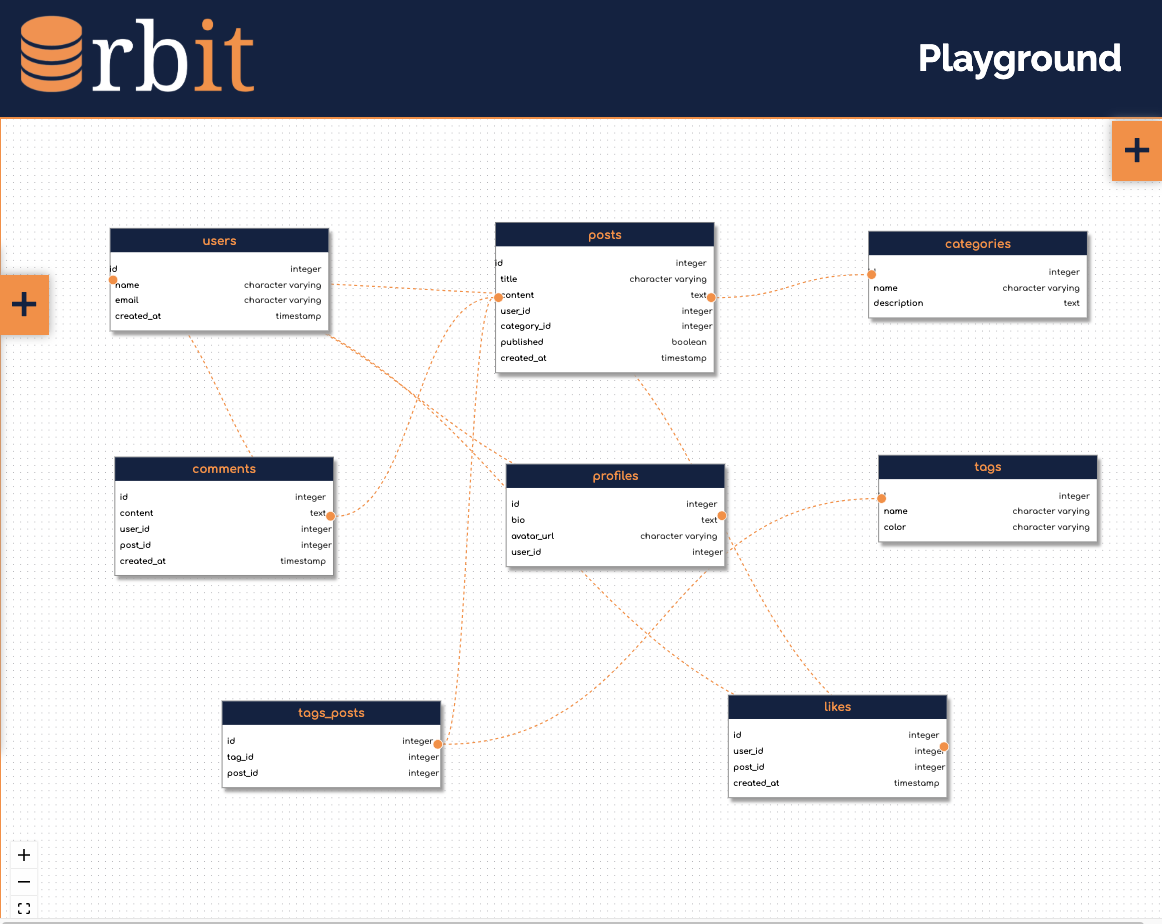 rbit
Playground
users
id integer
name character varying
email character varying
created_at timestamp
posts
id integer
title character varying
content text
user_id integer
category_id integer
published boolean
created_at timestamp
categories
integer
name character varying
description text
comments
id integer
content text
user_id integer
post_id integer
created_at timestamp
profiles
id integer
bio text
avatar_url character varying
user_id integer
tags
integer
name character varying
color character varying
tags_posts
id integer
tag_id integer
post_id integer
likes
id integer
user_id integer
post_id integer
created_at timestamp